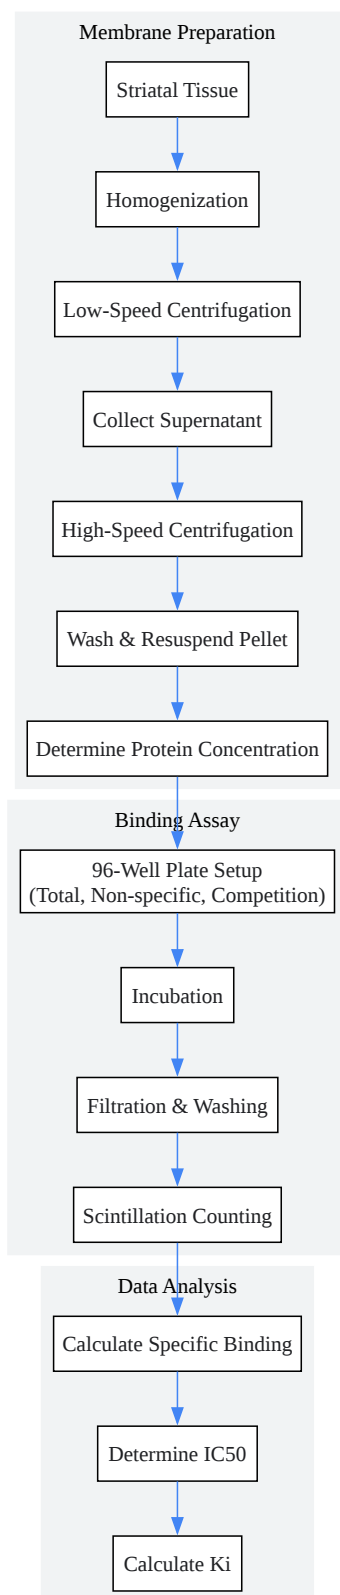 Membrane Preparation
Striatal Tissue
Homogenization
Low-Speed Centrifugation
Collect Supernatant
High-Speed Centrifugation
Wash & Resuspend Pellet
Determine Protein Concentration
Binding Assay
96-Well Plate Setup
(Total, Non-specific, Competition)
Incubation
Filtration & Washing
Scintillation Counting
Data Analysis
Calculate Specific Binding
Determine IC50
Calculate Ki